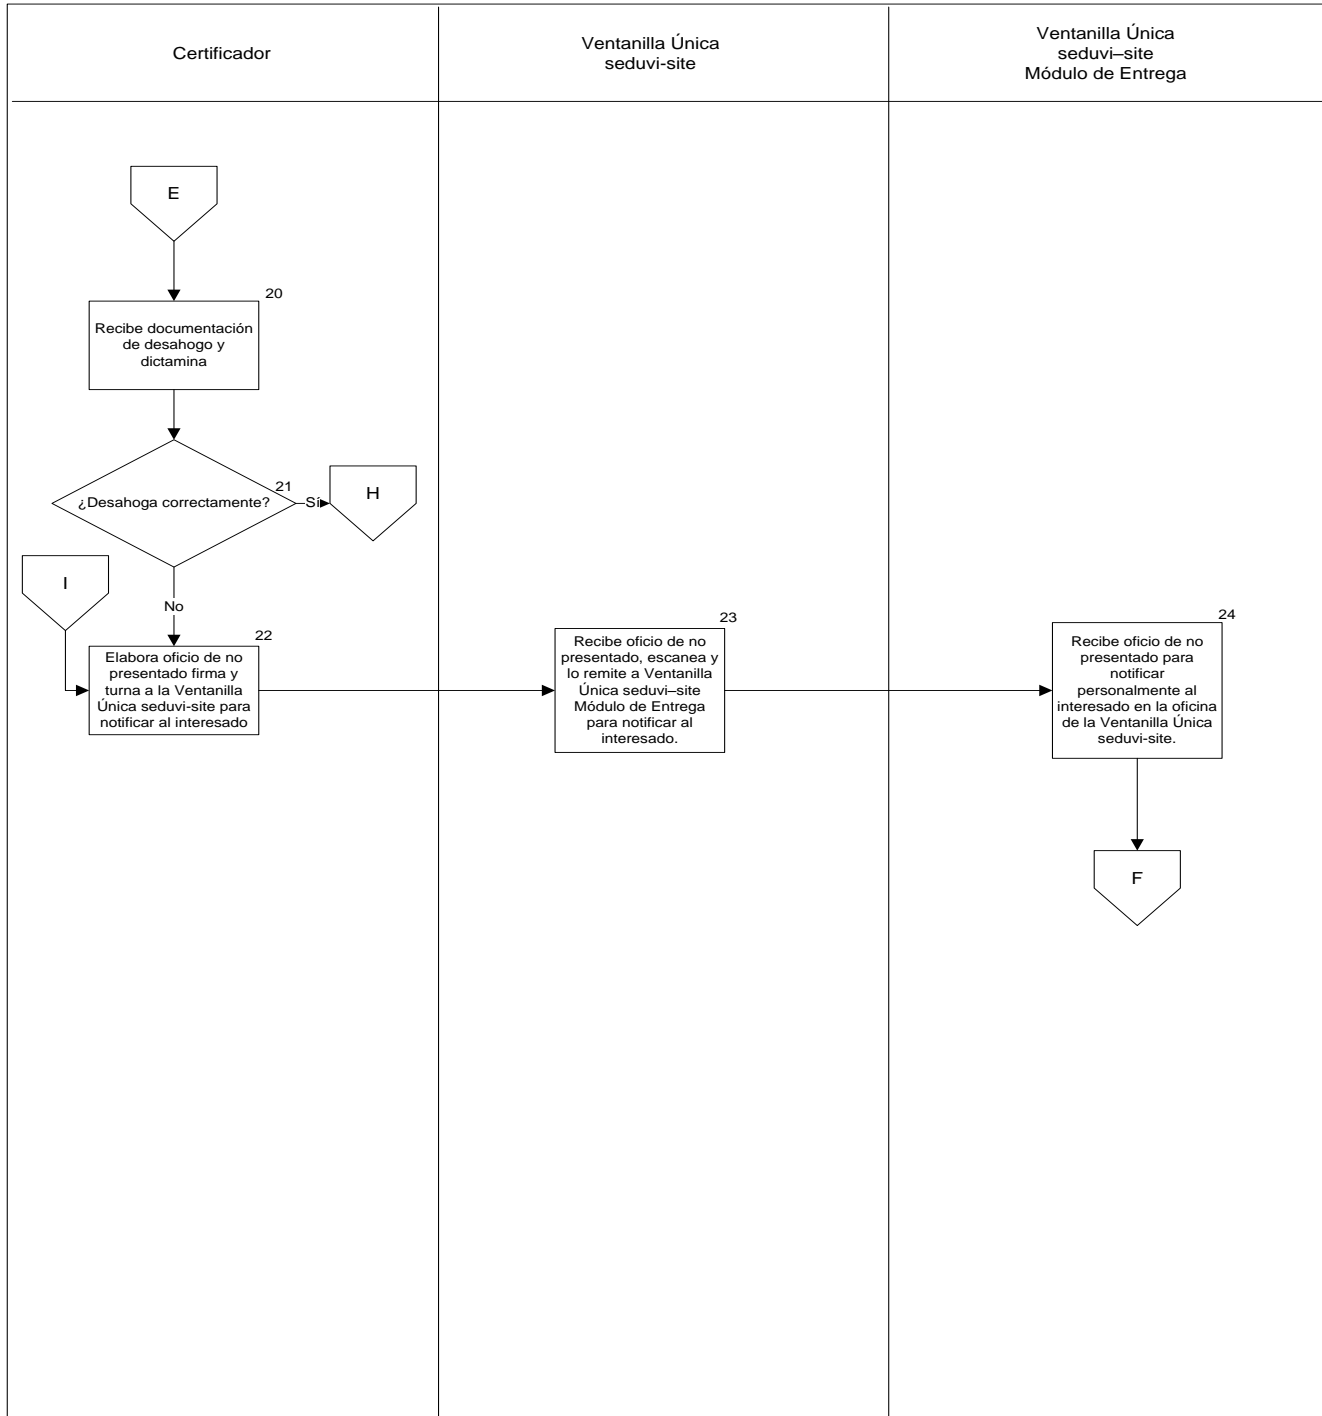 Certificador
Ventanilla Única
seduvi-site
Ventanilla Única
seduvi–site
Módulo de Entrega
E
20
Recibe documentación
de desahogo y
dictamina
21
¿Desahoga correctamente?
Sí
H
I
No
22
Elabora oficio de no
presentado firma y
turna a la Ventanilla
Única seduvi-site para
notificar al interesado
23
Recibe oficio de no
presentado, escanea y
lo remite a Ventanilla
Única seduvi–site
Módulo de Entrega
para notificar al
interesado.
24
Recibe oficio de no
presentado para
notificar
personalmente al
interesado en la oficina
de la Ventanilla Única
seduvi-site.
F